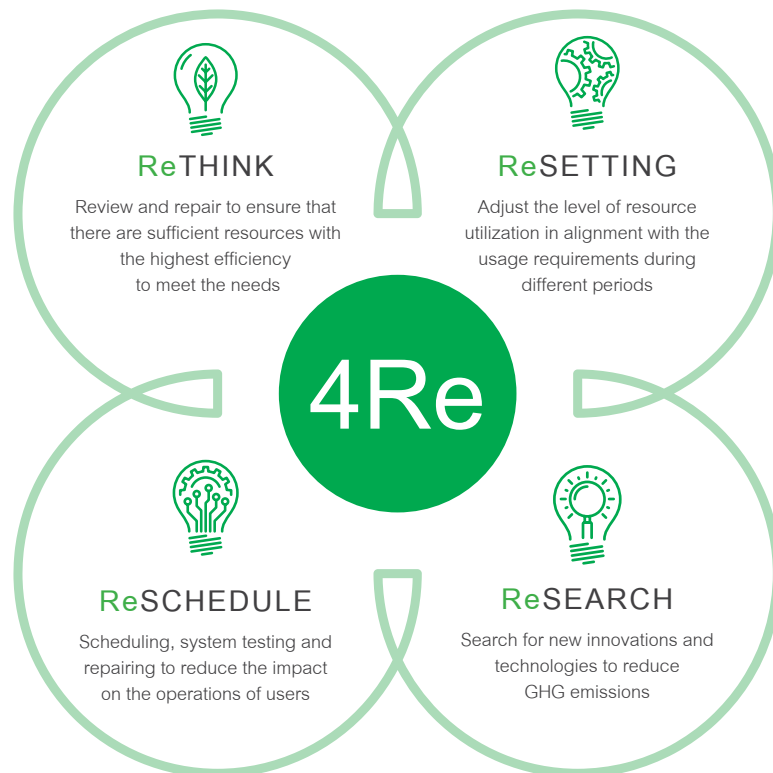 ReTHINK
Review and repair to ensure that
there are sufficient resources with
the highest efficiency
to meet the needs
ReSETTING
Adjust the level of resource
utilization in alignment with the
usage requirements during
different periods
4Re
ReSCHEDULE
Scheduling, system testing and
repairing to reduce the impact
on the operations of users
ReSEARCH
Search for new innovations and
technologies to reduce
GHG emissions